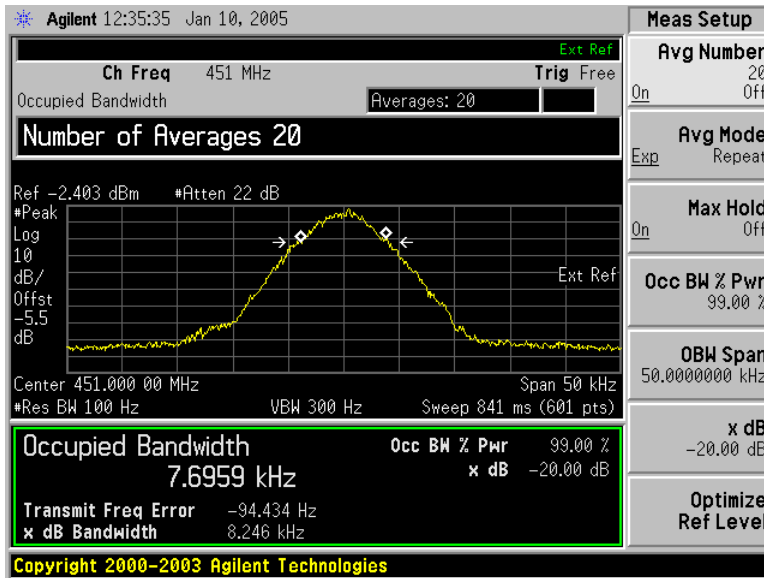 Agilent 12:35:35 Jan 10, 2005
Meas Setup
Ext Ref
Ch Freq 451 MHz Trig Free
Occupied Bandwidth Averages: 20
Number of Averages 20
Ref -2.403 dBm #Atten 22 dB
#Peak
Log
10
dB/
Offst
-5.5
dB
Ext Ref
Center 451.000 00 MHz Span 50 kHz
#Res BW 100 Hz VBW 300 Hz Sweep 841 ms (601 pts)
Occupied Bandwidth Occ BW % Pwr 99.00 %
7.6959 kHz x dB -20.00 dB
Transmit Freq Error -94.434 Hz
x dB Bandwidth 8.246 kHz
Copyright 2000-2003 Agilent Technologies
Avg Number
20
On Off
Avg Mode
Exp Repeat
Max Hold
On Off
Occ BW % Pwr
99.00 %
OBW Span
50.0000000 kHz
x dB
-20.00 dB
Optimize
Ref Level